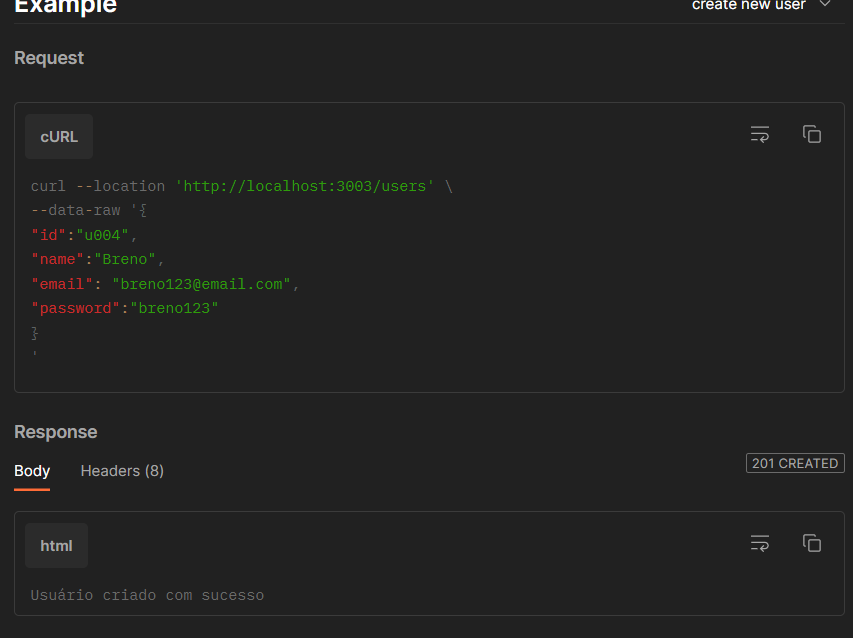 Example
create new user
Request
cURL
curl --location 'http://localhost:3003/users' \
--data-raw '{
"id":"u004",
"name":"Breno",
"email": "breno123@email.com",
"password":"breno123"
}
'
Response
Body Headers (8)
201 CREATED
html
Usuário criado com sucesso